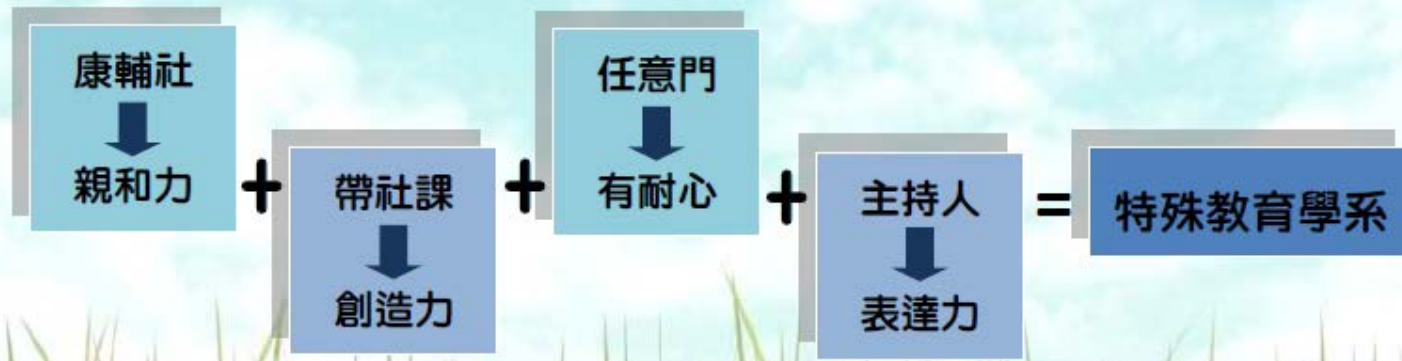 康輔社
親和力
+
帶社課
創造力
+
任意門
有耐心
+
主持人
表達力
=
特殊教育學系